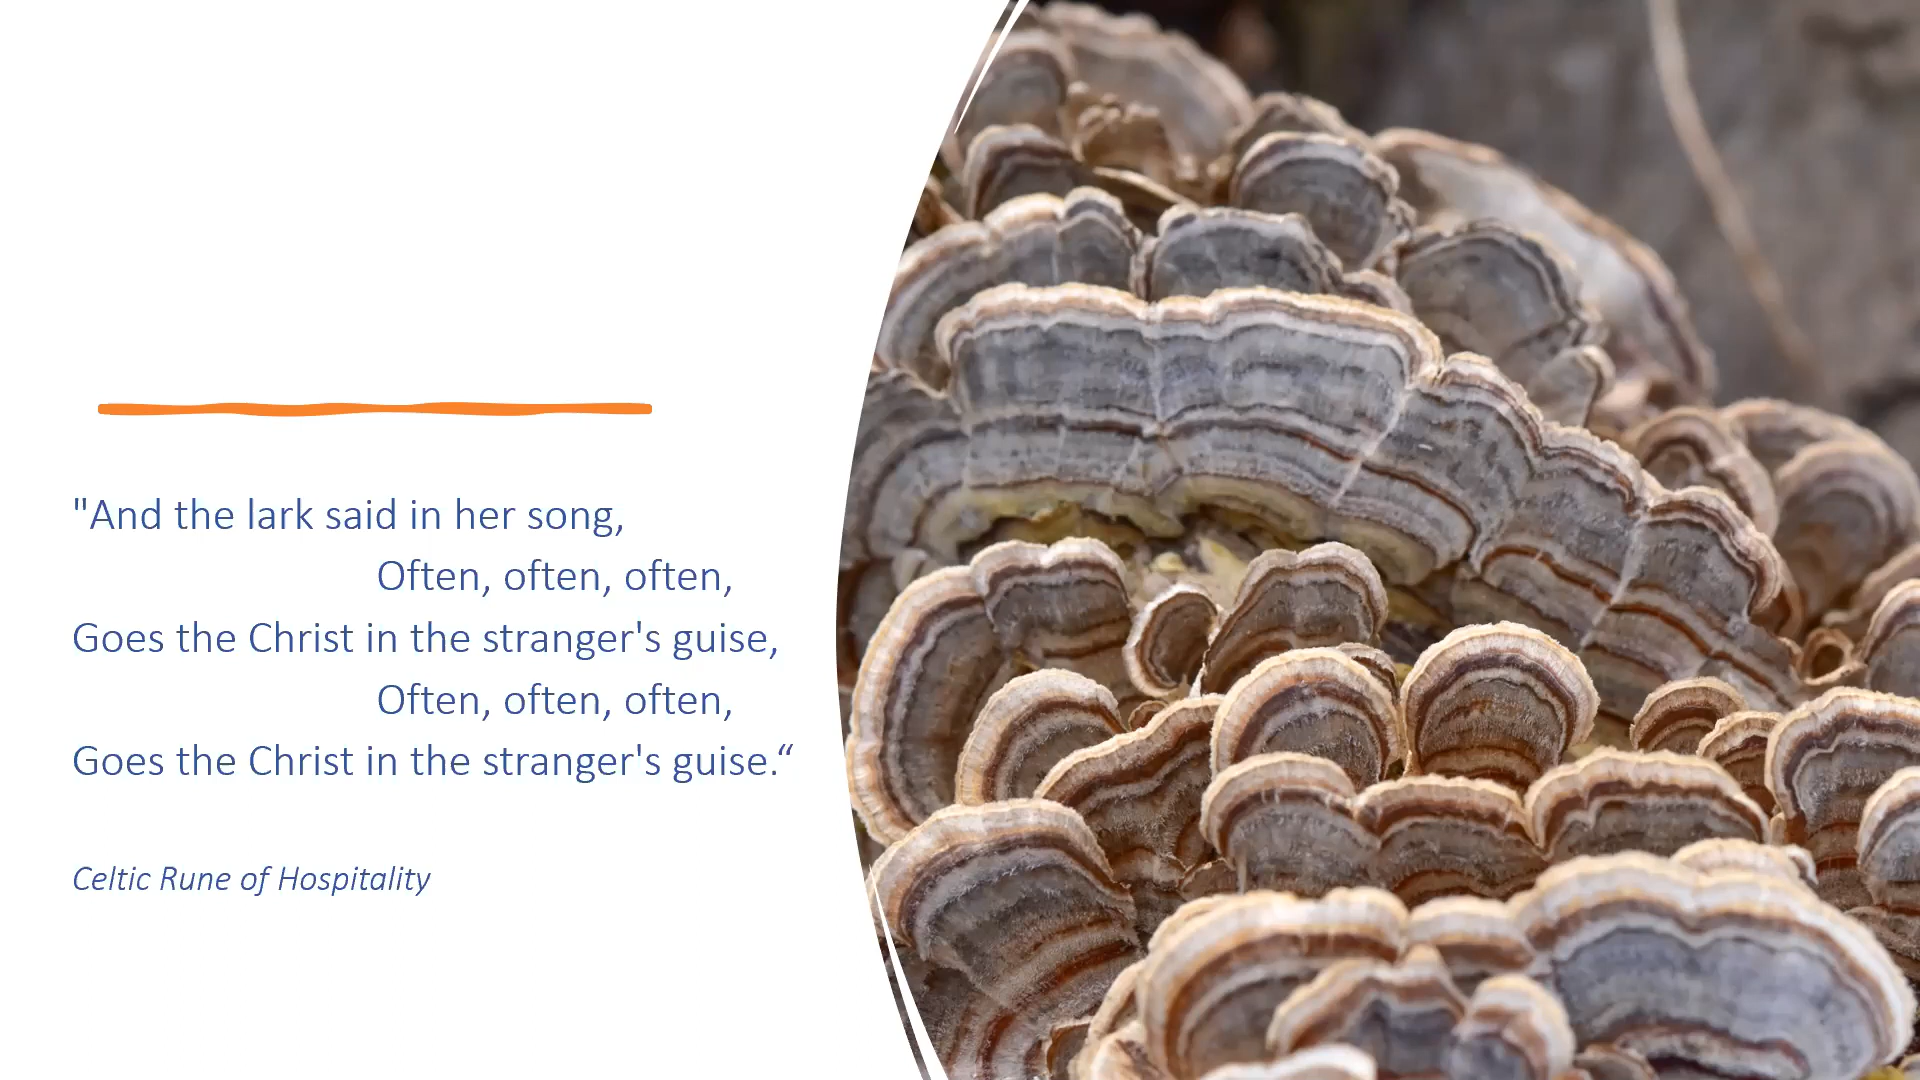 "And the lark said in her song,
Often, often, often,
Goes the Christ in the stranger's guise,
Often, often, often,
Goes the Christ in the stranger's guise.“
Celtic Rune of Hospitality